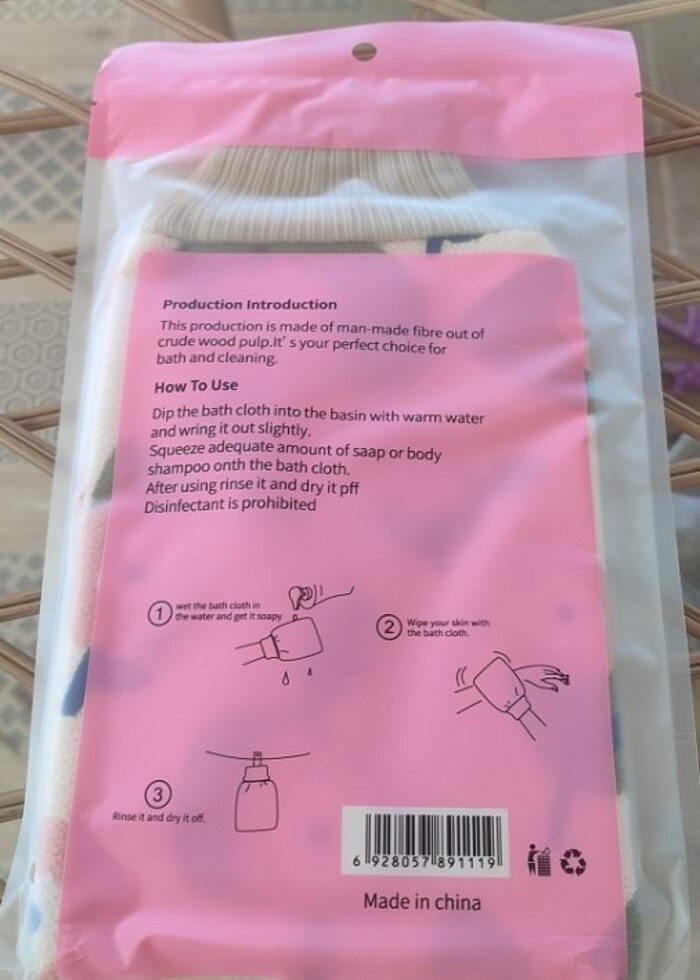 Production Introduction
This production is made of man-made fibre out of
crude wood pulp.It' s your perfect choice for
bath and cleaning.
How To Use
Dip the bath cloth into the basin with warm water
and wring it out slightly.
Squeeze adequate amount of saap or body
shampoo onth the bath cloth.
After using rinse it and dry it pff
Disinfectant is prohibited
1
wet the bath cloth in
the water and get it soapy
2
Wipe your skin with
the bath cloth.
3
Rinse it and dry it off.
6 928057 891119
Made in china